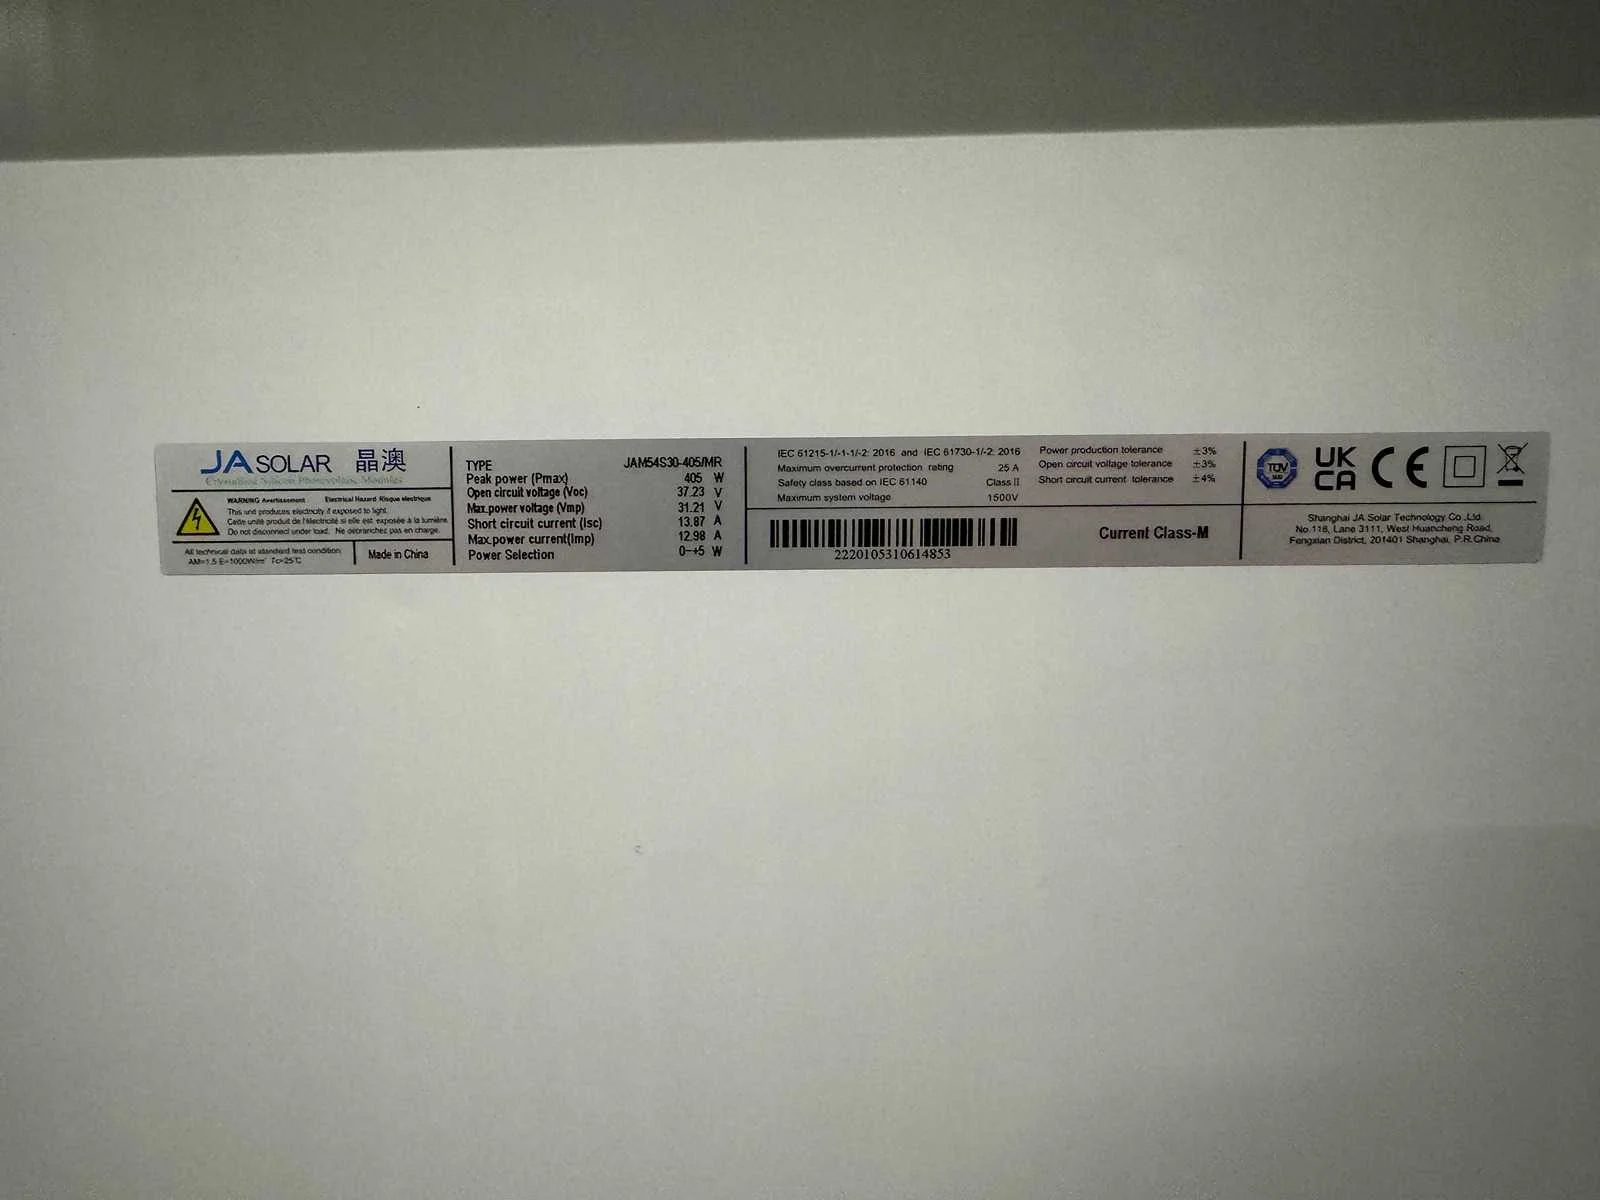 JA SOLAR 晶澳
Crystalline Silicon Photovoltaic Modules
WARNING Avertissement Electrical Hazard Risque électrique
This unit produces electricity if exposed to light.
Cette unité produit de l'électricité si elle est exposée à la lumière.
Do not disconnect under load. Ne débranchez pas en charge.
All technical data at standard test condition
AM=1.5 E=1000W/m² Tc=25℃
Made in China
TYPE JAM54S30-405/MR
Peak power (Pmax) 405 W
Open circuit voltage (Voc) 37.23 V
Max.power voltage (Vmp) 31.21 V
Short circuit current (Isc) 13.87 A
Max.power current(Imp) 12.98 A
Power Selection 0~+5 W
IEC 61215-1/-1-1/-2: 2016 and IEC 61730-1/-2: 2016
Maximum overcurrent protection rating 25 A
Safety class based on IEC 61140 Class II
Maximum system voltage 1500V
Power production tolerance ±3%
Open circuit voltage tolerance ±3%
Short circuit current tolerance ±4%
2220105310614853
Current Class-M
TÜV
SÜD
UK
CA
CE
Shanghai JA Solar Technology Co.,Ltd.
No.118, Lane 3111, West Huancheng Road,
Fengxian District, 201401 Shanghai, P.R.China